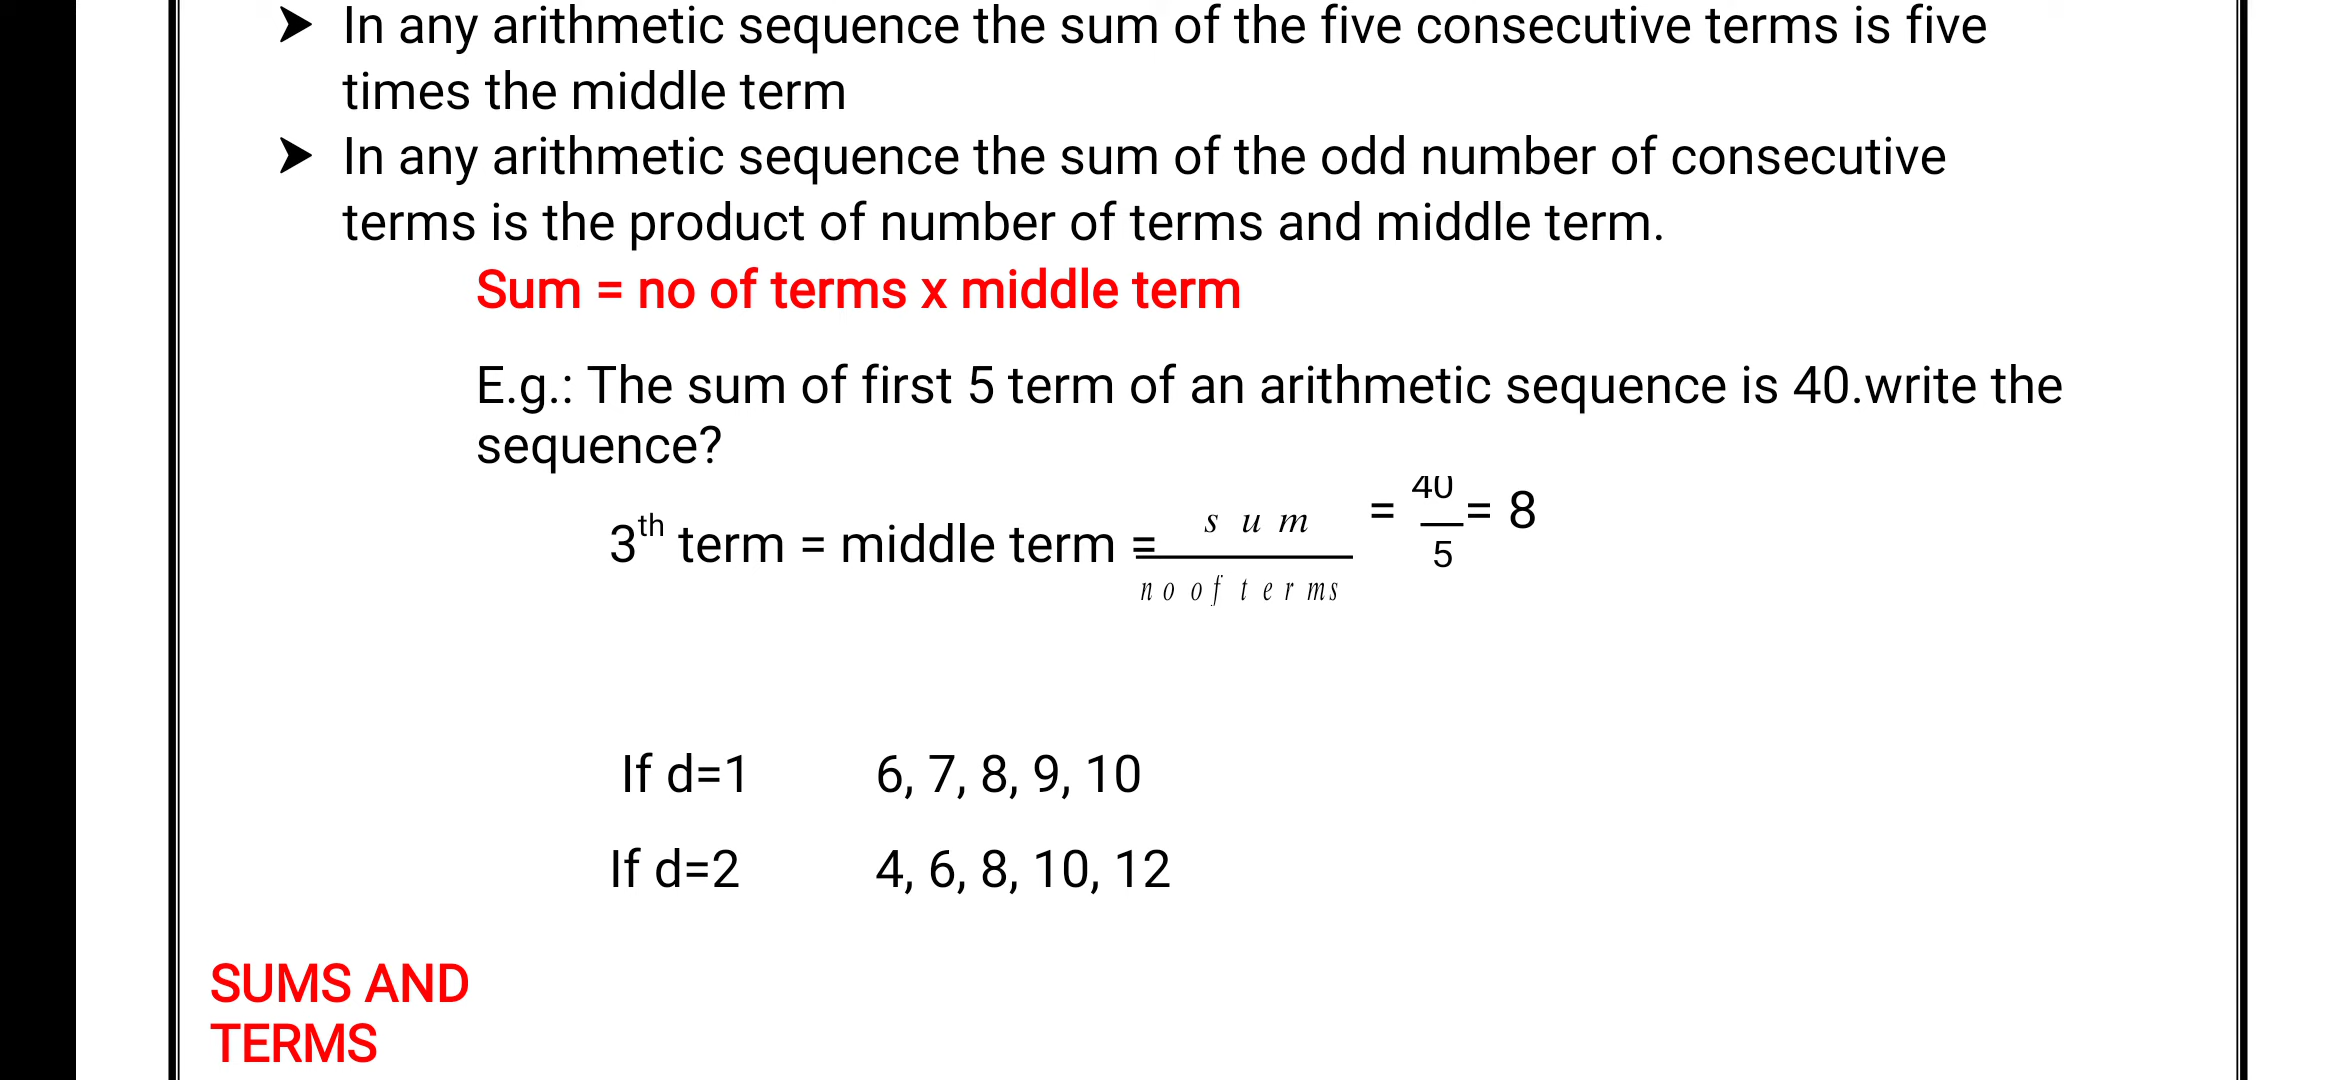 ➤ In any arithmetic sequence the sum of the five consecutive terms is five
times the middle term
➤ In any arithmetic sequence the sum of the odd number of consecutive
terms is the product of number of terms and middle term.
Sum = no of terms x middle term
E.g.: The sum of first 5 term of an arithmetic sequence is 40.write the
sequence?
3th term = middle term = sum / no of terms = 40 / 5 = 8
If d=1 6, 7, 8, 9, 10
If d=2 4, 6, 8, 10, 12
SUMS AND
TERMS